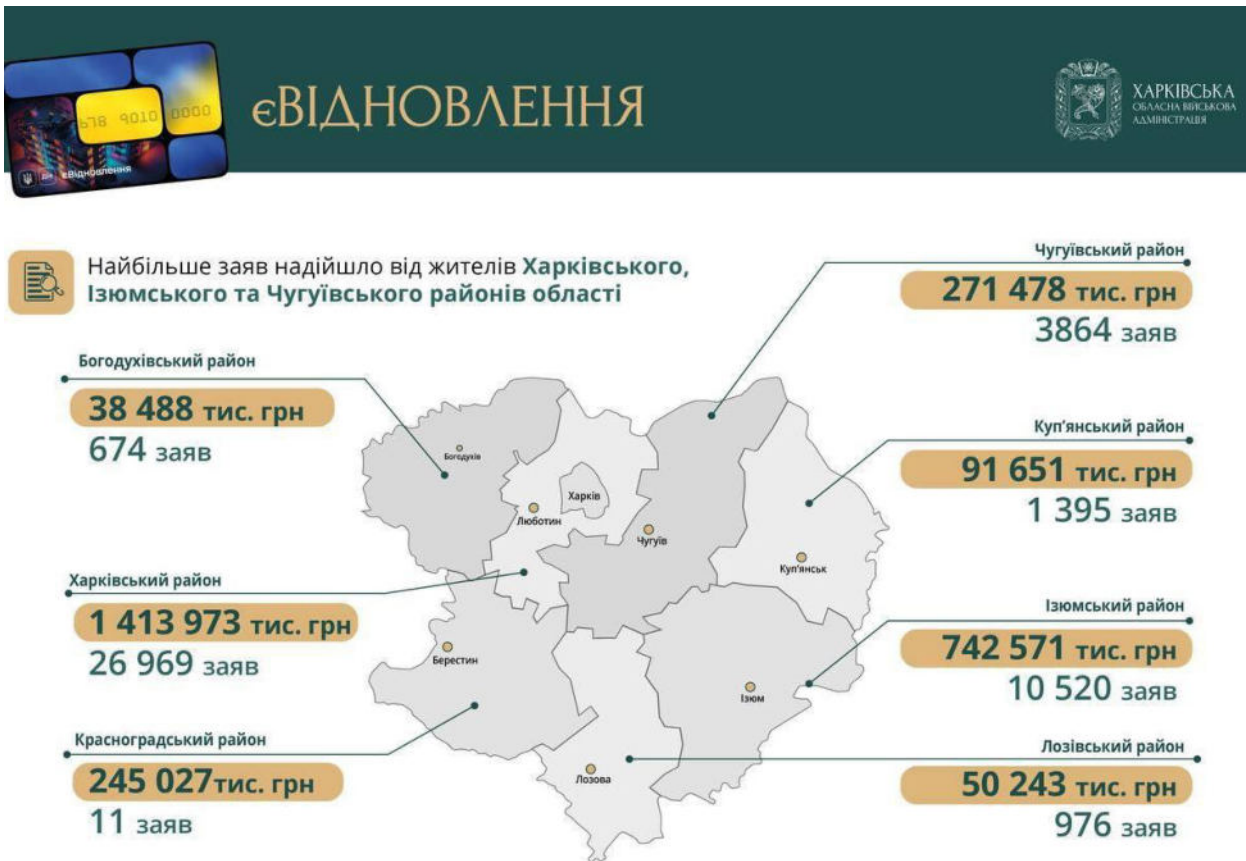 678 9010 0000
єВідновлення
єВІДНОВЛЕННЯ
ХАРКІВСЬКА
ОБЛАСНА ВІЙСЬКОВА
АДМІНІСТРАЦІЯ
Найбільше заяв надійшло від жителів Харківського,
Ізюмського та Чугуївського районів області
Чугуївський район
271 478 тис. грн
3864 заяв
Богодухівський район
38 488 тис. грн
674 заяв
Куп'янський район
91 651 тис. грн
1 395 заяв
Харківський район
1 413 973 тис. грн
26 969 заяв
Ізюмський район
742 571 тис. грн
10 520 заяв
Красноградський район
245 027тис. грн
11 заяв
Лозівський район
50 243 тис. грн
976 заяв
Богодухів
Харків
Люботин
Чугуїв
Куп'янськ
Берестин
Ізюм
Лозова